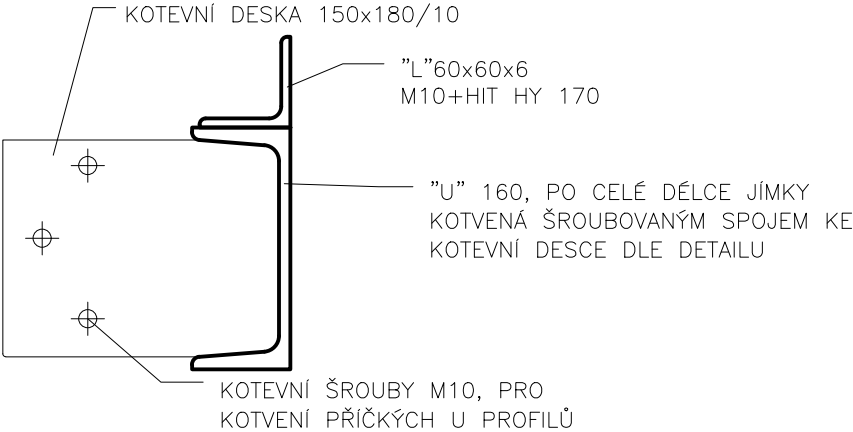 KOTEVNÍ DESKA 150x180/10
"L"60x60x6
M10+HIT HY 170
"U" 160, PO CELÉ DÉLCE JÍMKY
KOTVENÁ ŠROUBOVANÝM SPOJEM KE
KOTEVNÍ DESCE DLE DETAILU
KOTEVNÍ ŠROUBY M10, PRO
KOTVENÍ PŘÍČKÝCH U PROFILŮ